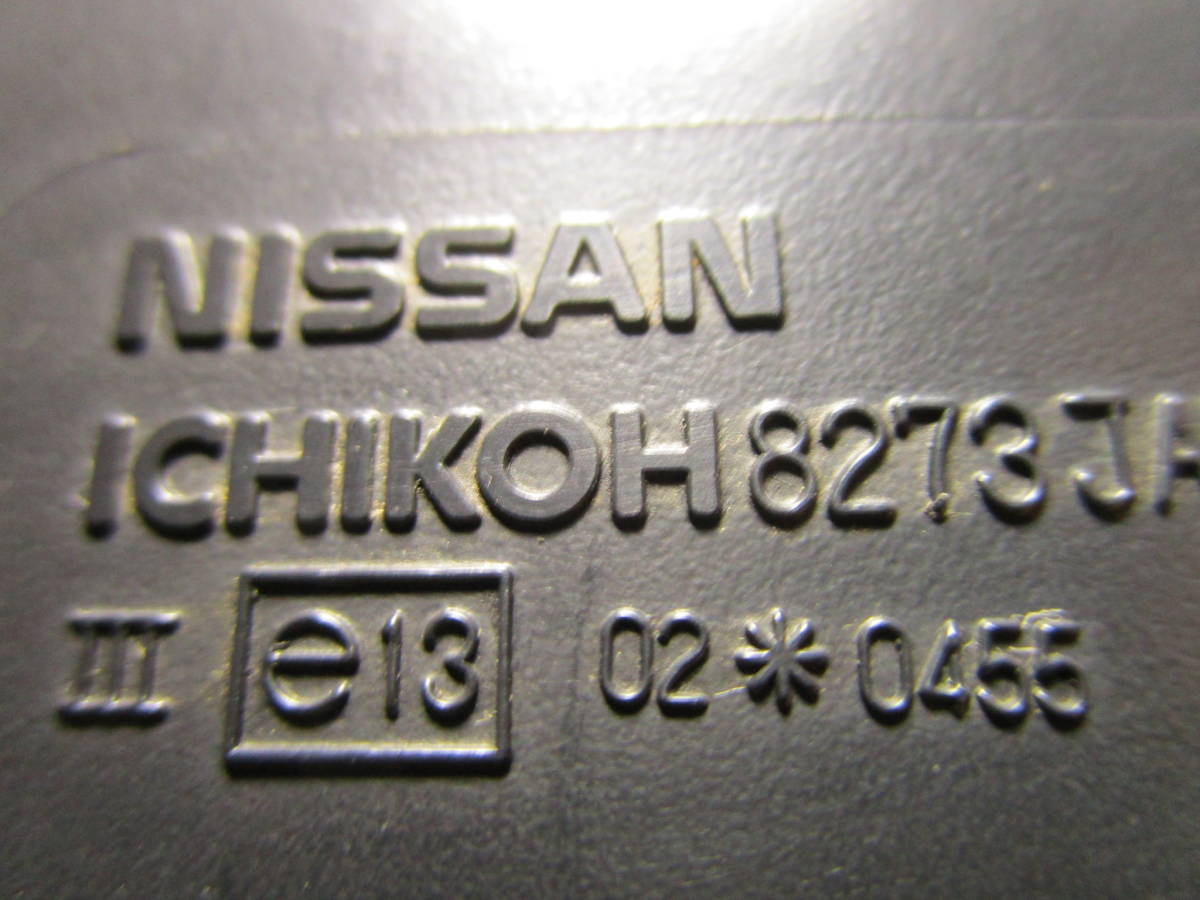 NISSAN
ICHIKOH 8273 J
III e13 02*0455